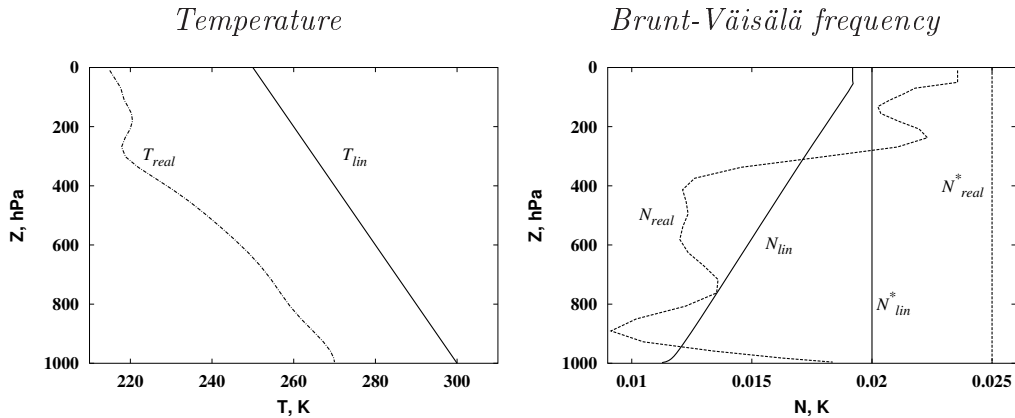 Temperature
0
200
400
600
800
1000
Z, hPa
T_real
T_lin
220 240 260 280 300
T, K
Brunt-Väisälä frequency
0
200
400
600
800
1000
Z, hPa
N*_real
N_real
N_lin
N*_lin
0.01 0.015 0.02 0.025
N, K